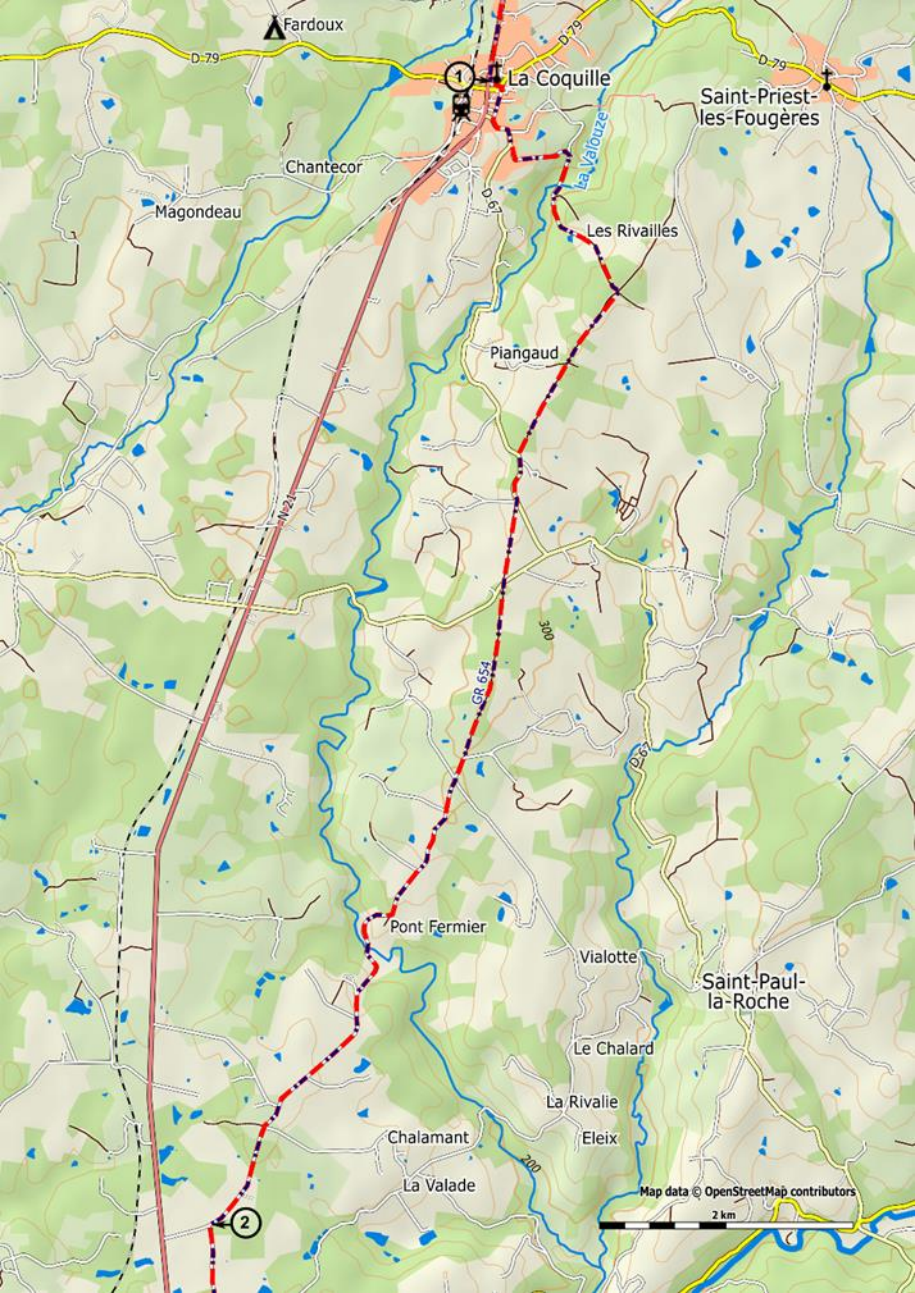 Fardoux
D 79
D 79
D 79
1
La Coquille
Saint-Priest-
les-Fougères
La Valouze
Chantecor
D 67
Magondeau
Les Rivailles
Piangaud
N 21
300
GR 654
D 67
Pont Fermier
Vialotte
Saint-Paul-
la-Roche
Le Chalard
La Rivalie
Chalamant
Eleix
200
La Valade
Map data © OpenStreetMap contributors
2 km
2